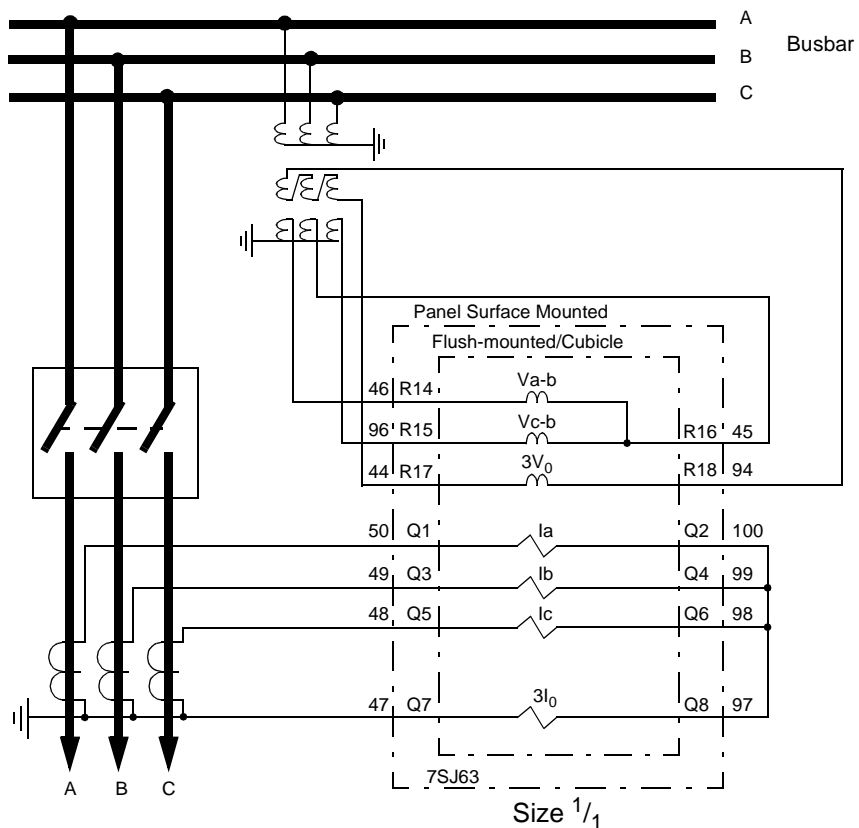 A
B
Busbar
C
Panel Surface Mounted
Flush-mounted/Cubicle
46 R14 Va-b
96 R15 Vc-b R16 45
44 R17 3V0 R18 94
50 Q1 Ia Q2 100
49 Q3 Ib Q4 99
48 Q5 Ic Q6 98
47 Q7 3I0 Q8 97
7SJ63
A B C
Size 1/1